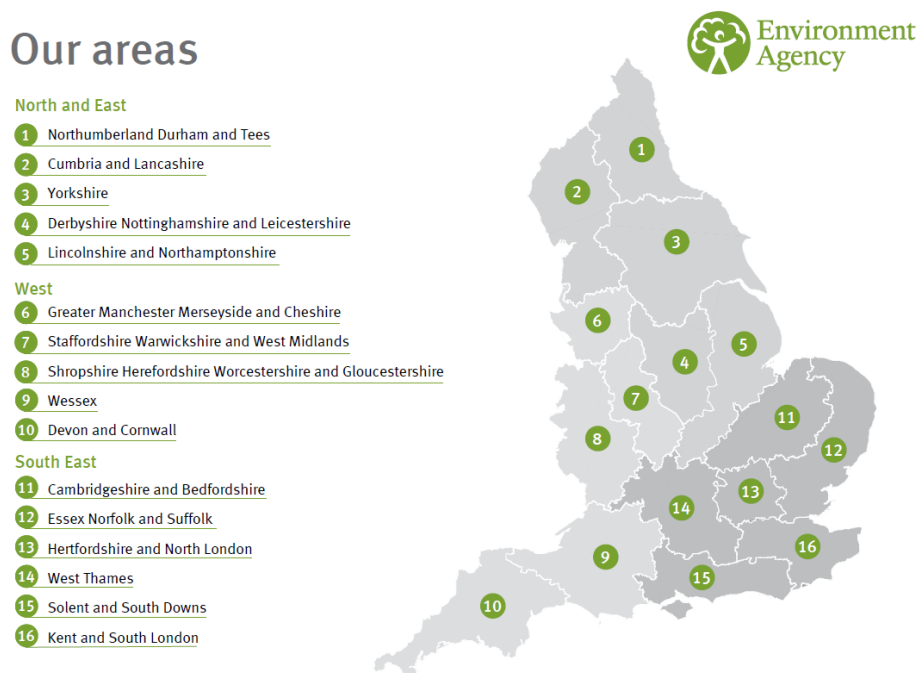 Our areas
Environment
Agency
North and East
1 Northumberland Durham and Tees
2 Cumbria and Lancashire
3 Yorkshire
4 Derbyshire Nottinghamshire and Leicestershire
5 Lincolnshire and Northamptonshire
West
6 Greater Manchester Merseyside and Cheshire
7 Staffordshire Warwickshire and West Midlands
8 Shropshire Herefordshire Worcestershire and Gloucestershire
9 Wessex
10 Devon and Cornwall
South East
11 Cambridgeshire and Bedfordshire
12 Essex Norfolk and Suffolk
13 Hertfordshire and North London
14 West Thames
15 Solent and South Downs
16 Kent and South London
1
2
3
6
5
4
7
11
8
12
13
14
16
9
15
10